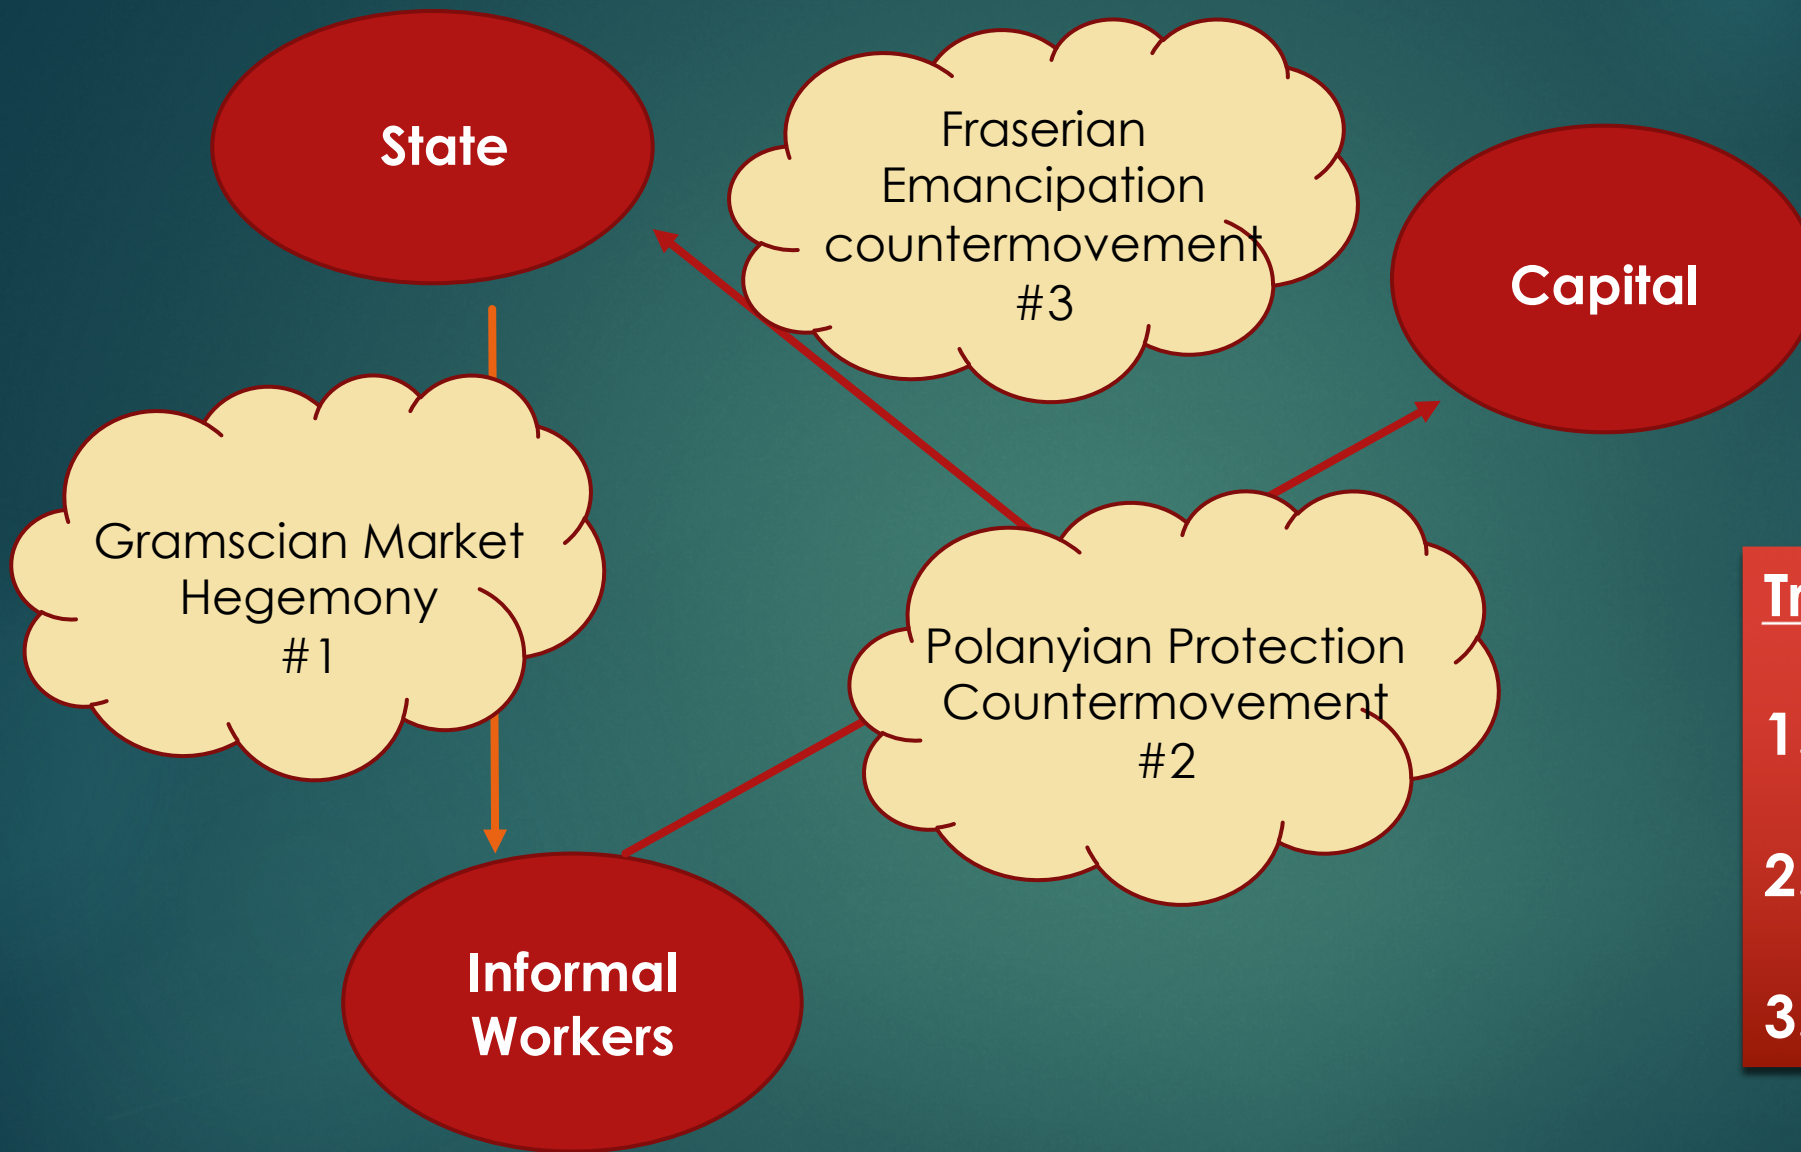 State
Fraserian
Emancipation
countermovement
#3
Capital
Gramscian Market
Hegemony
#1
Polanyian Protection
Countermovement
#2
Informal
Workers
1.
2.
3.